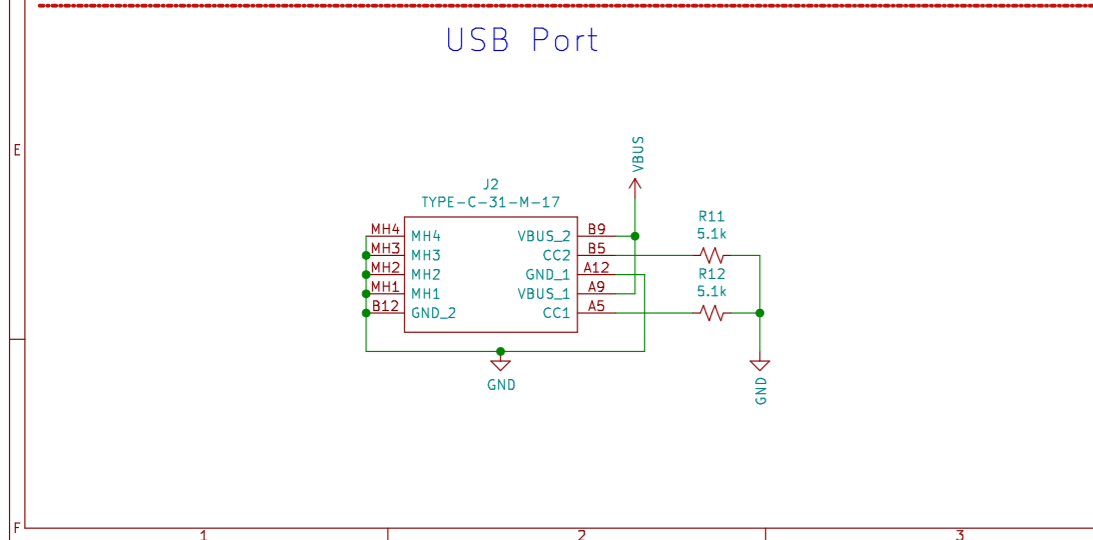 USB Port
E
VBUS
J2
TYPE-C-31-M-17
R11
5.1k
MH4 MH4 VBUS_2 B9
MH3 MH3 CC2 B5
MH2 MH2 GND_1 A12
R12
5.1k
MH1 MH1 VBUS_1 A9
B12 GND_2 CC1 A5
GND
GND
F
1 2 3